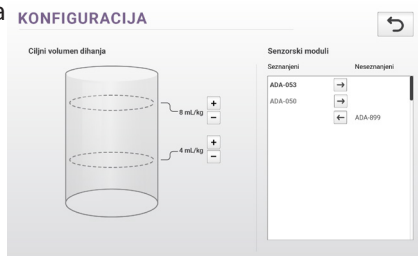 a
KONFIGURACIJA
Ciljni volumen dihanja
8 mL/kg
+
−
4 mL/kg
+
−
Senzorski moduli
Seznanjeni Neseznanjeni
ADA-053 →
ADA-050 →
← ADA-899